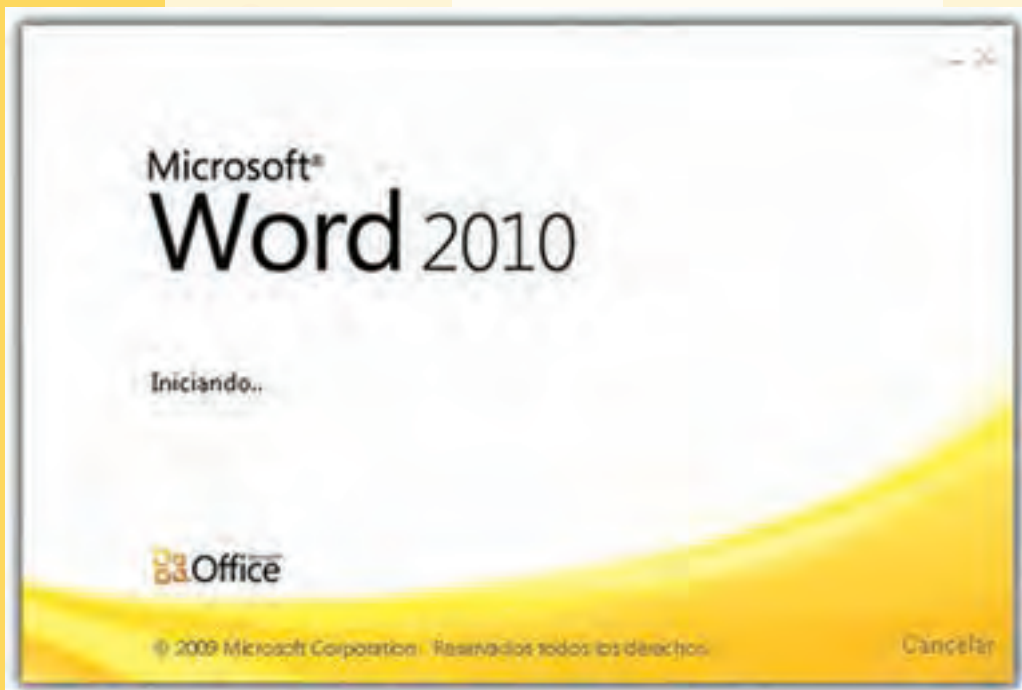 Microsoft®
Word 2010
Iniciando..
Office
© 2009 Microsoft Corporation. Reservados todos los derechos.
Cancelar